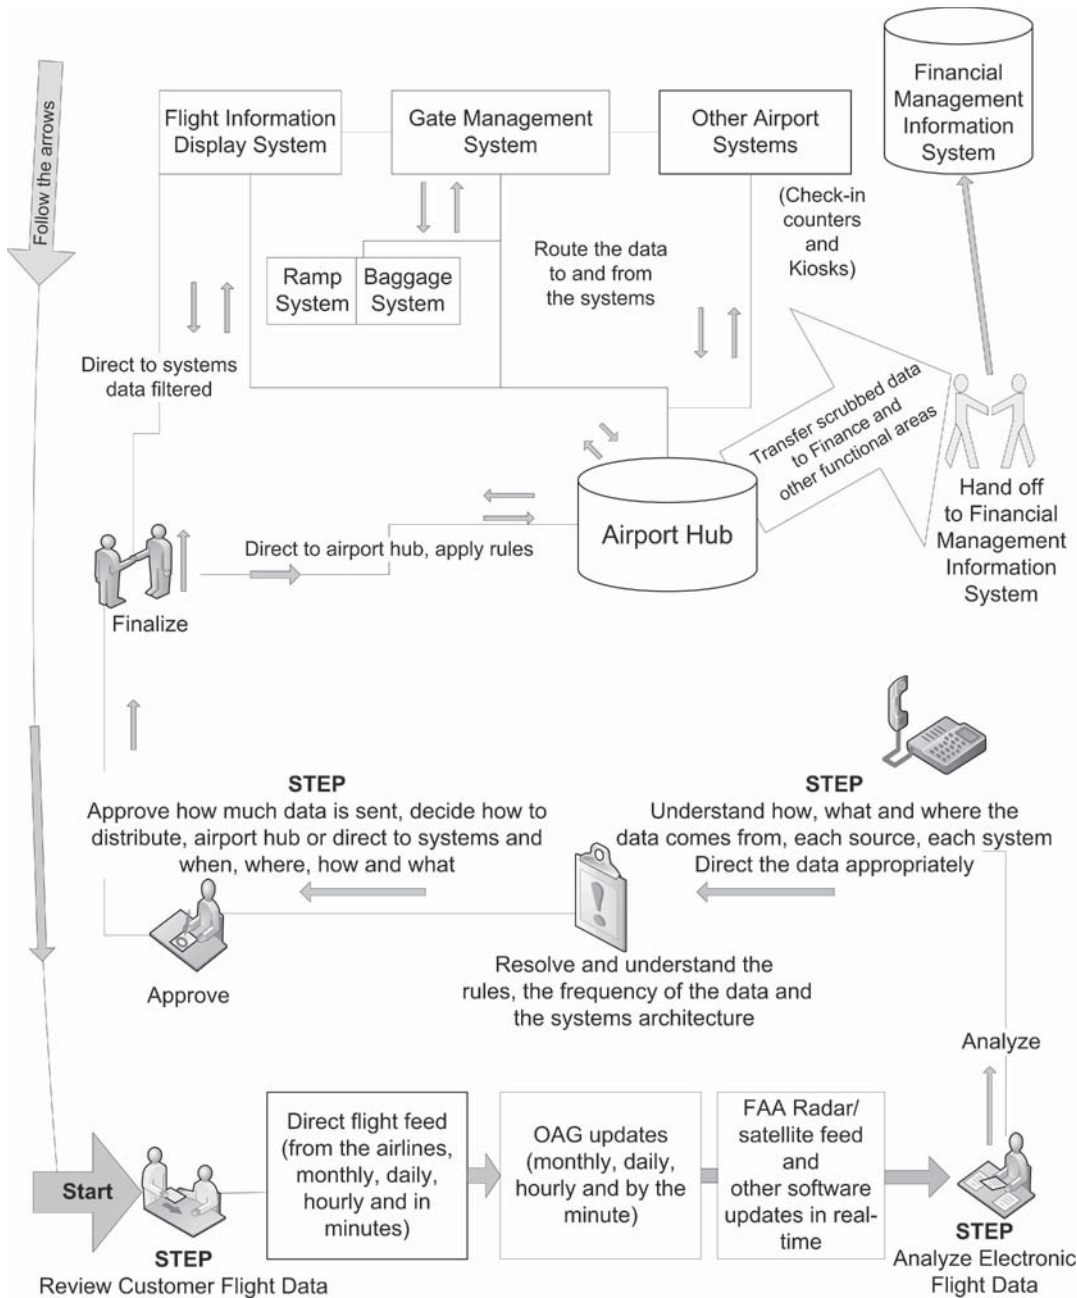 Follow the arrows
Flight Information
Display System
Gate Management
System
Other Airport
Systems
Financial
Management
Information
System
(Check-in
counters
and
Kiosks)
Route the data
to and from
the systems
Ramp
System
Baggage
System
Direct to systems
data filtered
Transfer scrubbed data
to Finance and
other functional areas
Hand off
to Financial
Management
Information
System
Airport Hub
Direct to airport hub, apply rules
Finalize
STEP
Approve how much data is sent, decide how to
distribute, airport hub or direct to systems and
when, where, how and what
STEP
Understand how, what and where the
data comes from, each source, each system
Direct the data appropriately
Approve
Resolve and understand the
rules, the frequency of the data and
the systems architecture
Analyze
Start
STEP
Review Customer Flight Data
Direct flight feed
(from the airlines,
monthly, daily,
hourly and in
minutes)
OAG updates
(monthly, daily,
hourly and by the
minute)
FAA Radar/
satellite feed
and
other software
updates in real-
time
STEP
Analyze Electronic
Flight Data